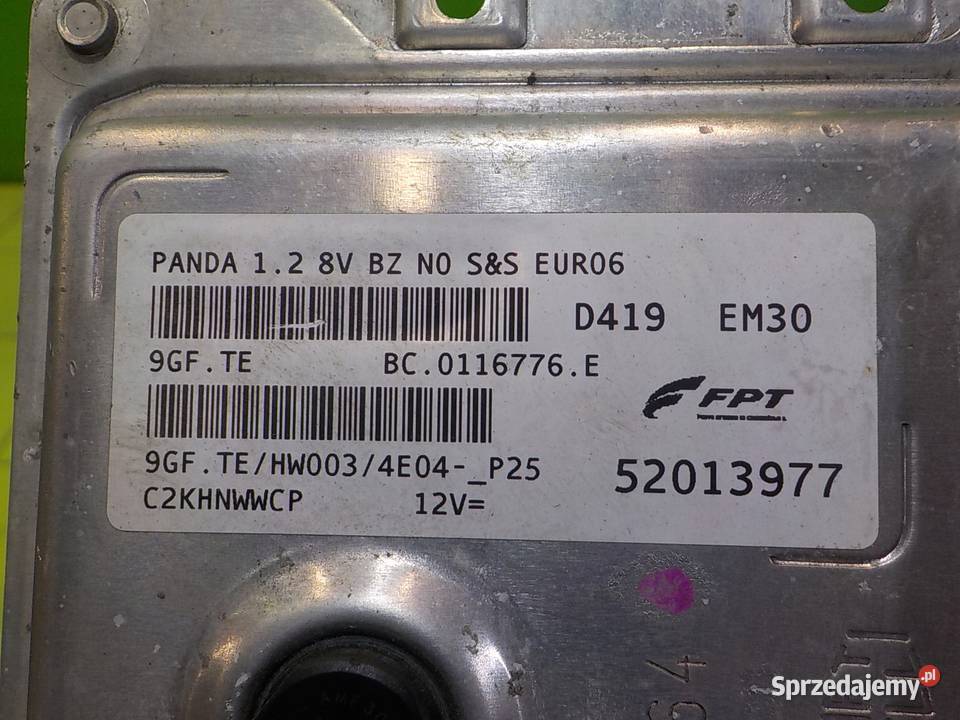 PANDA 1.2 8V BZ NO S&S EURO6
D419 EM30
9GF.TE BC.0116776.E
FPT
9GF.TE/HW003/4E04-_P25
52013977
C2KHNWWCP 12V=
64
Sprzedajemy.pl